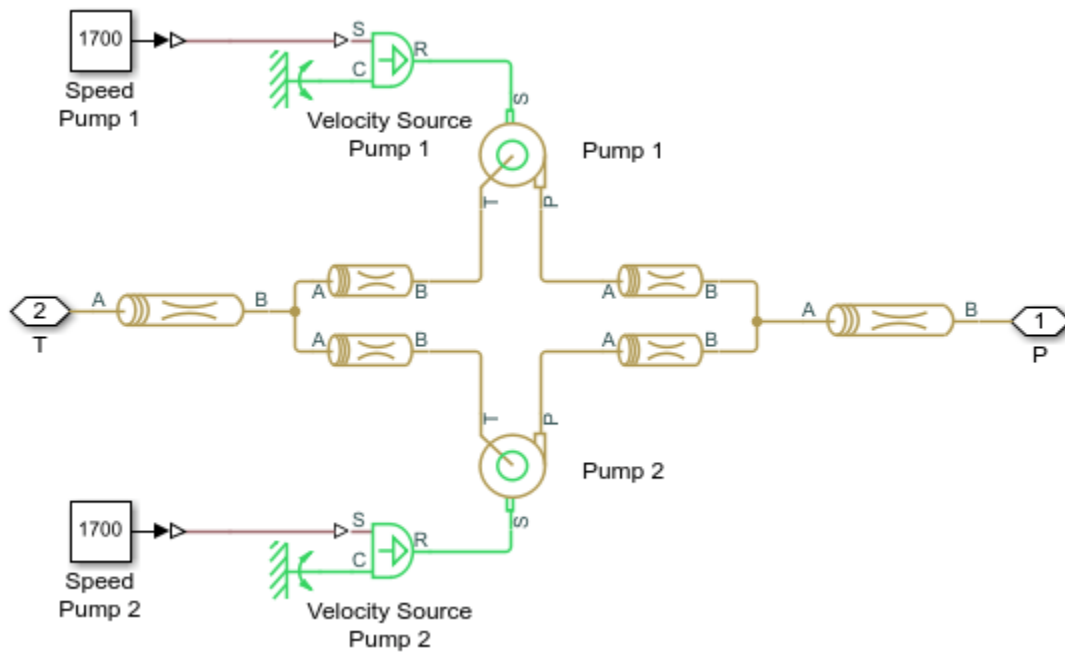 1700
Speed
Pump 1
S
C
R
Velocity Source
Pump 1
S
Pump 1
T
P
2
T
A
B
A
B
A
B
A
B
A
B
A
B
1
P
T
P
Pump 2
S
1700
Speed
Pump 2
S
C
R
Velocity Source
Pump 2